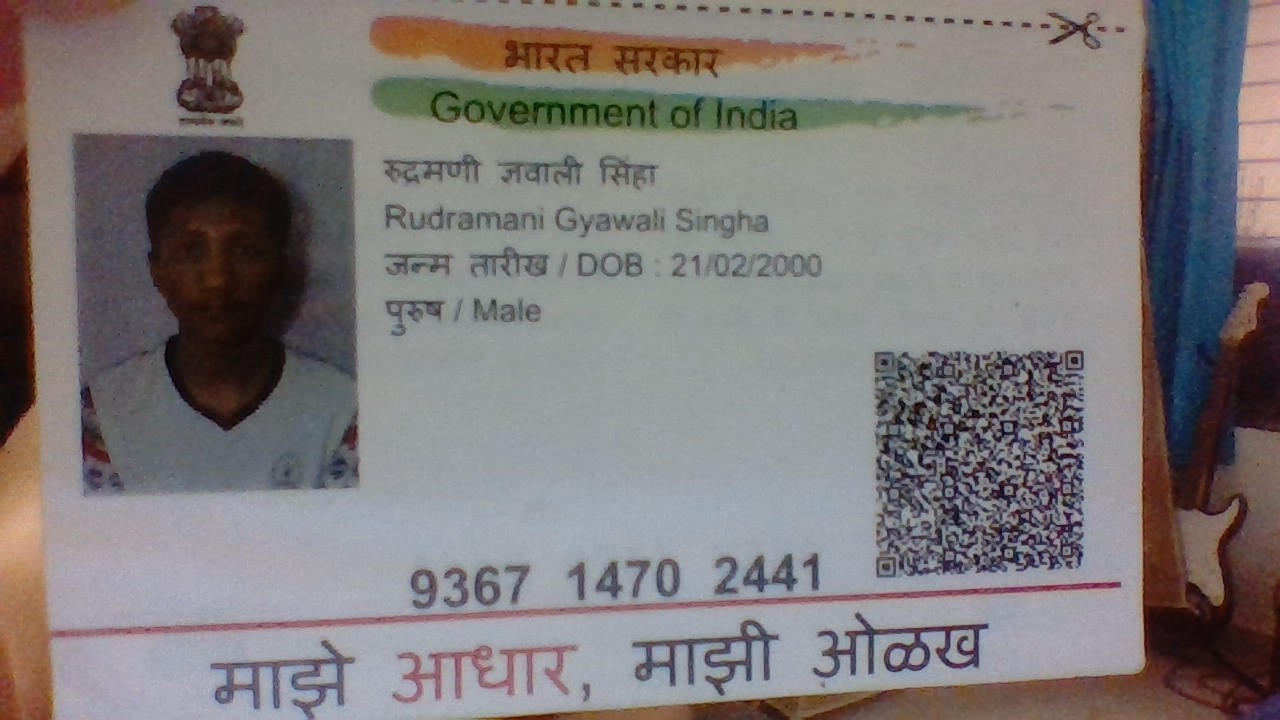 भारत सरकार
Government of India
रुद्रमणी ज्ञवाली सिंहा
Rudramani Gyawali Singha
जन्म तारीख / DOB : 21/02/2000
पुरुष / Male
9367 1470 2441
माझे आधार, माझी ओळख